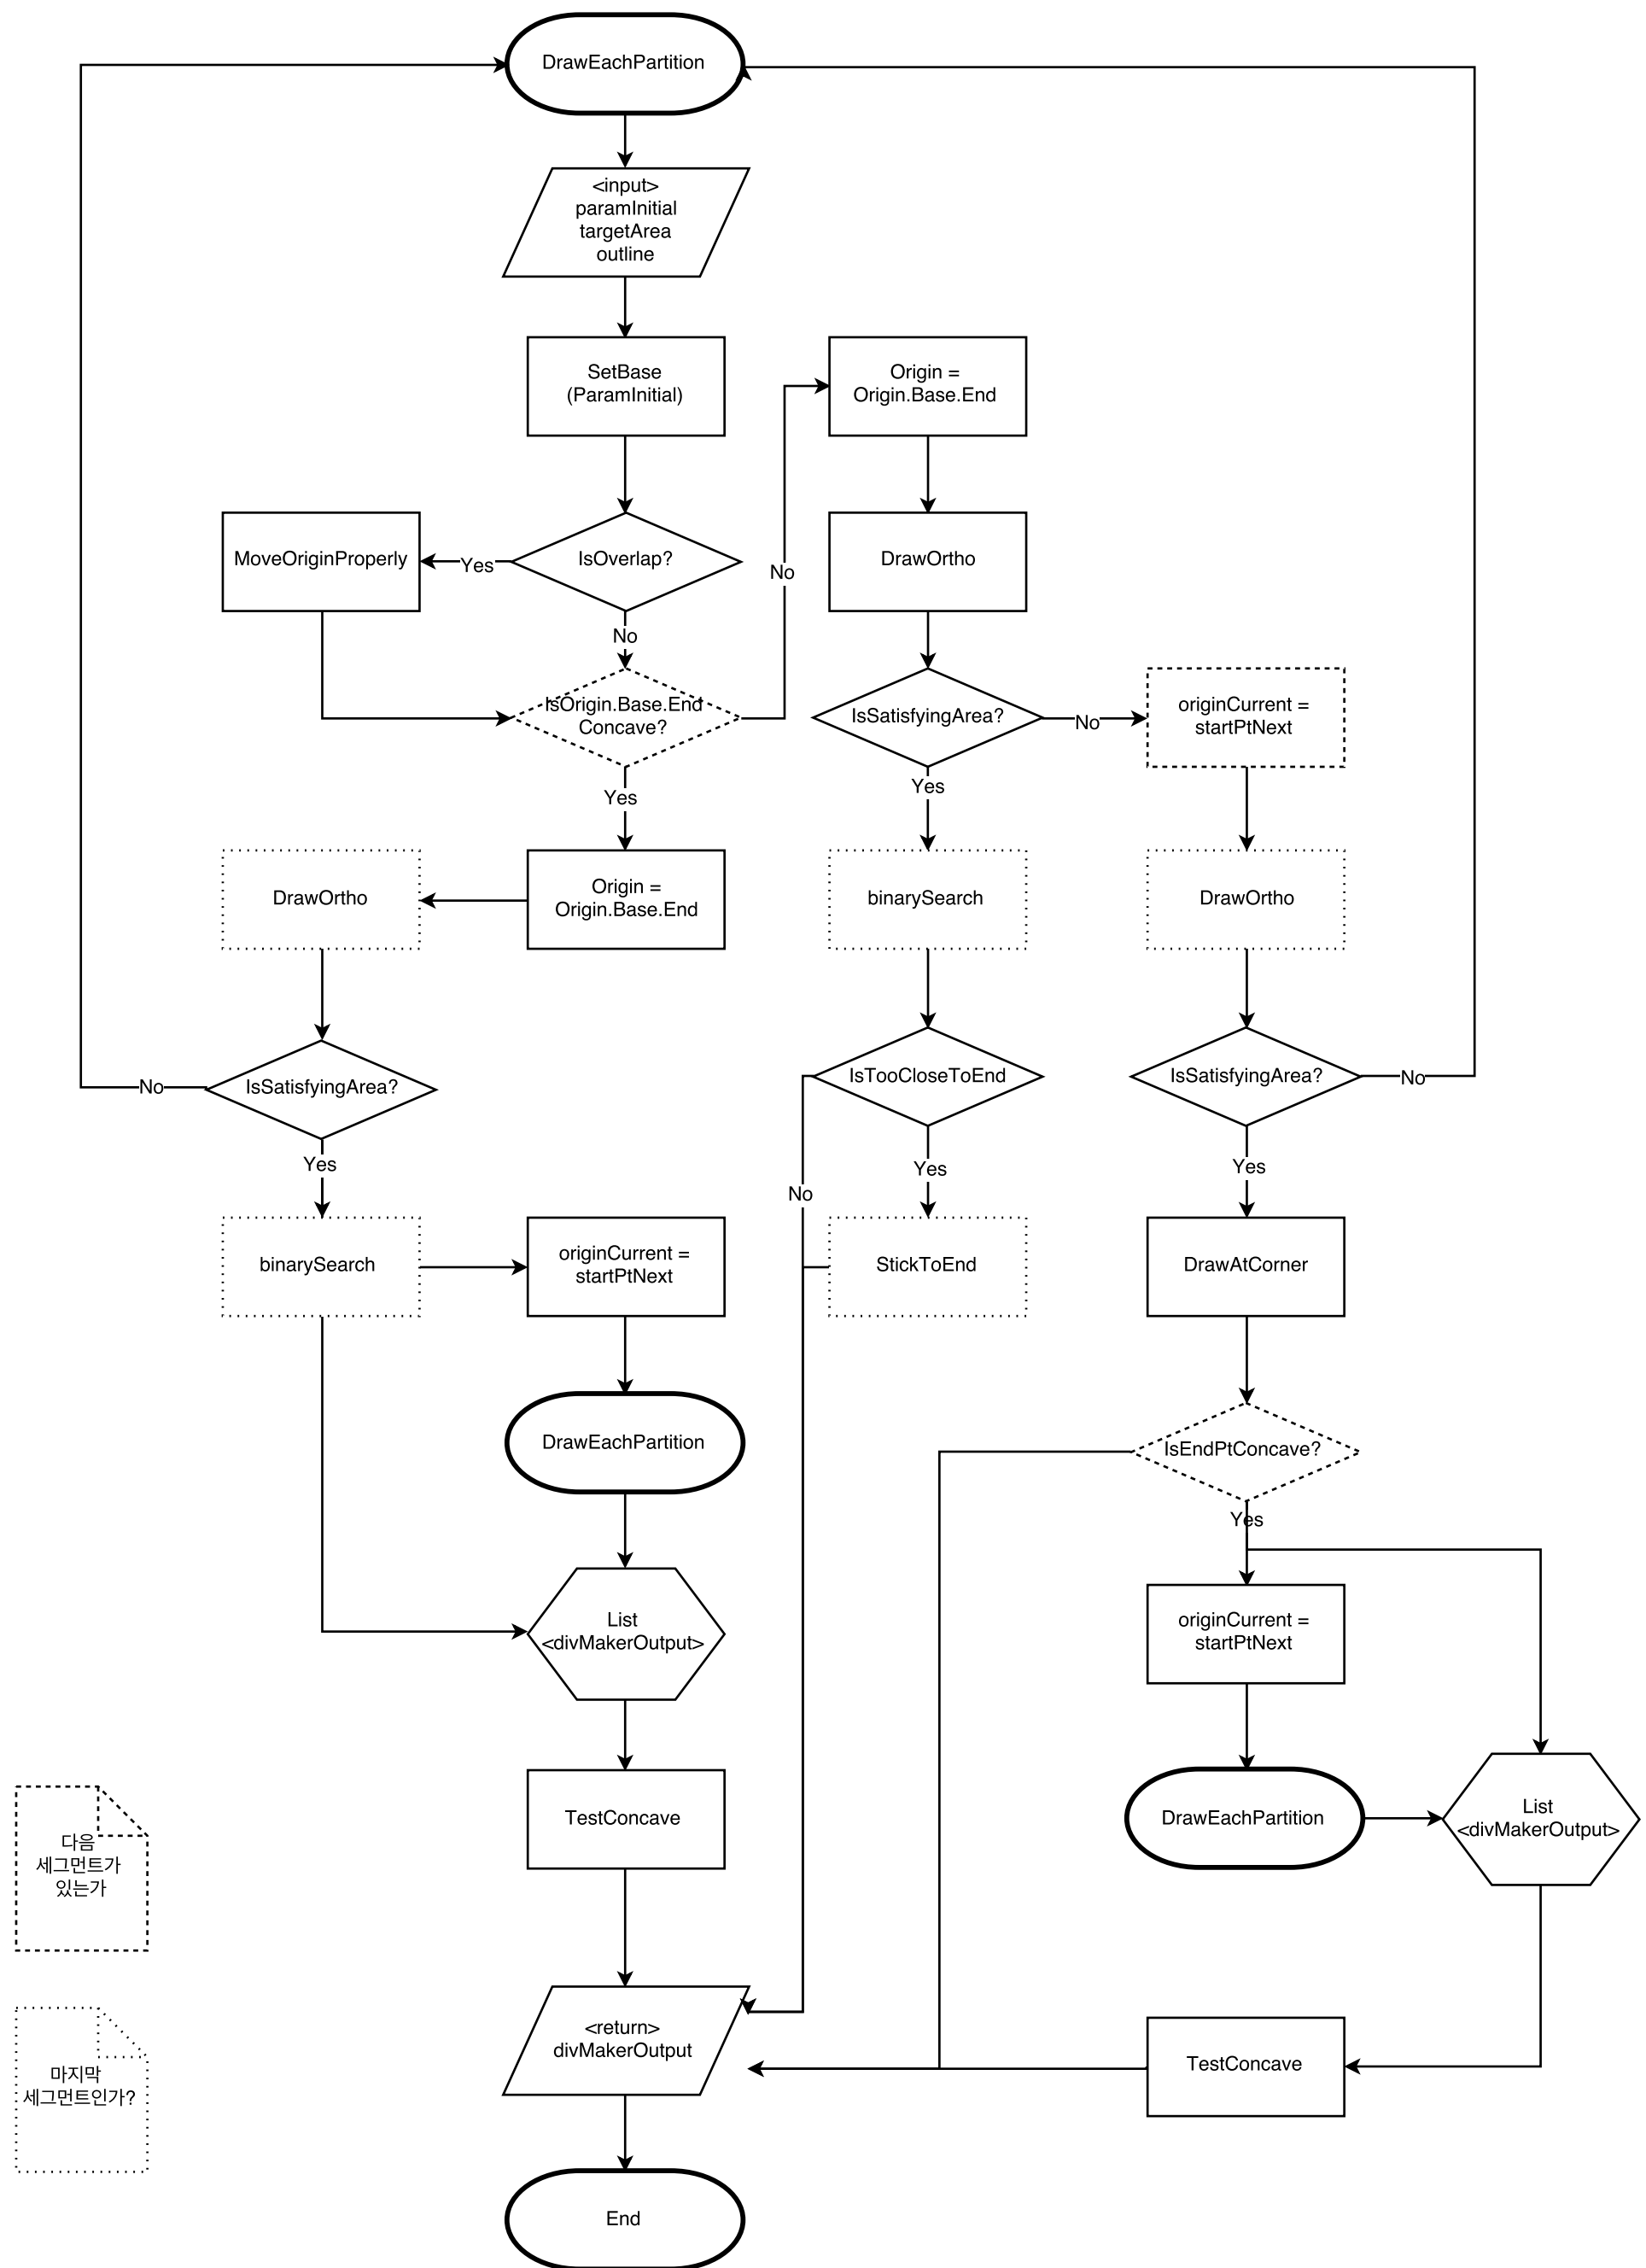 DrawEachPartition
<input>
paramInitial
targetArea
outline
SetBase
(ParamInitial)
Origin =
Origin.Base.End
MoveOriginProperly
Yes
IsOverlap?
No
DrawOrtho
No
IsOrigin.Base.End
Concave?
IsSatisfyingArea?
No
originCurrent =
startPtNext
Yes
Yes
DrawOrtho
Origin =
Origin.Base.End
binarySearch
DrawOrtho
No
IsSatisfyingArea?
IsTooCloseToEnd
IsSatisfyingArea?
No
Yes
Yes
Yes
No
binarySearch
originCurrent =
startPtNext
StickToEnd
DrawAtCorner
DrawEachPartition
IsEndPtConcave?
Yes
List
<divMakerOutput>
originCurrent =
startPtNext
TestConcave
DrawEachPartition
List
<divMakerOutput>
다음
세그먼트가
있는가
<return>
divMakerOutput
TestConcave
마지막
세그먼트인가?
End